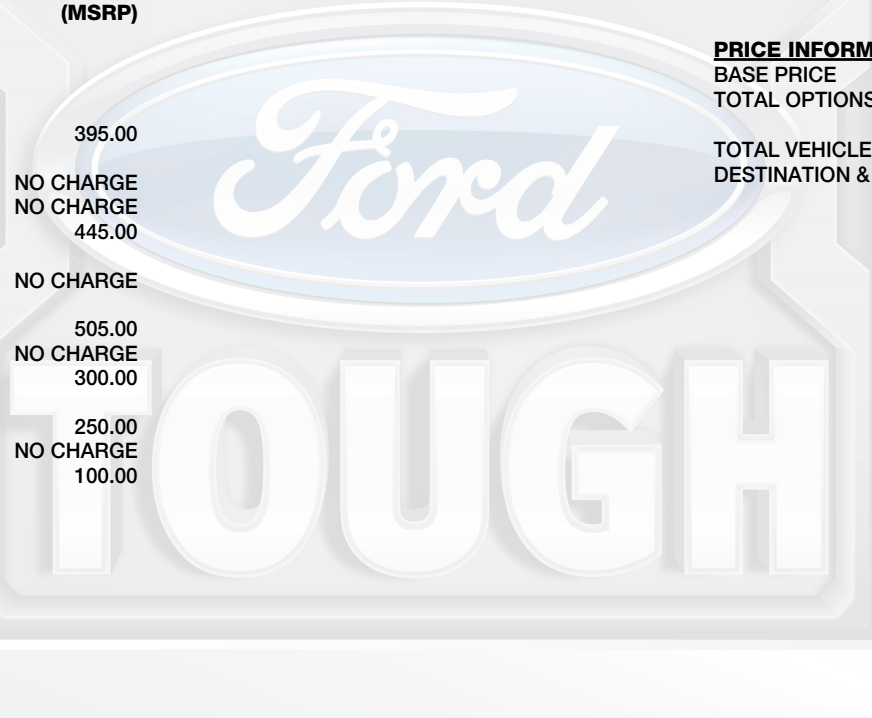 (MSRP)
395.00
NO CHARGE
NO CHARGE
445.00
NO CHARGE
505.00
NO CHARGE
300.00
250.00
NO CHARGE
100.00
PRICE INFORM
BASE PRICE
TOTAL OPTIONS
TOTAL VEHICLE
DESTINATION &
Ford
TOUGH